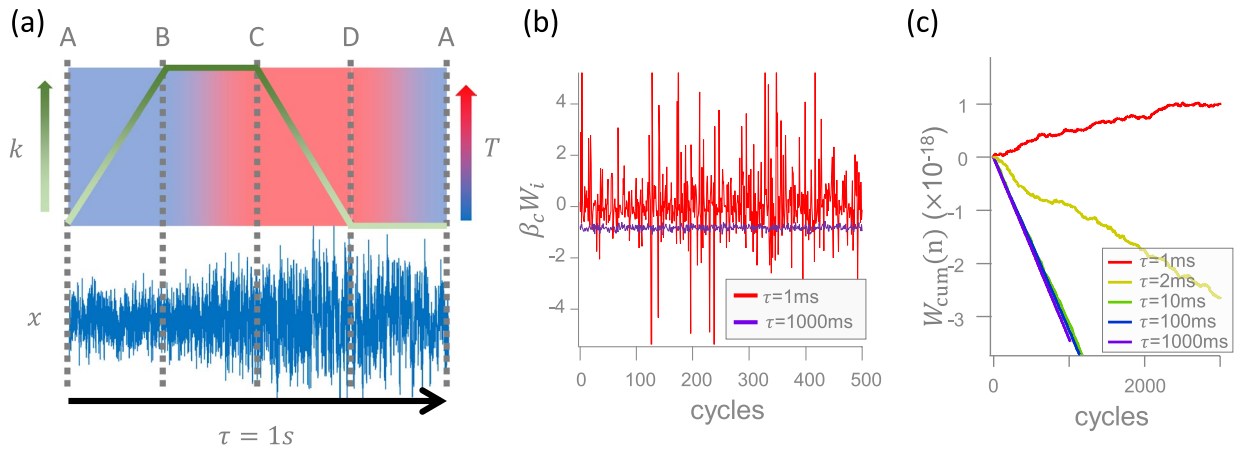 (a)
A B C D A
k
T
x
τ = 1s
(b)
4
2
0
-2
-4
β_c W_i
τ=1ms
τ=1000ms
0 100 200 300 400 500
cycles
(c)
1
0
-1
-2
-3
W_cum(n) (×10^-18)
τ=1ms
τ=2ms
τ=10ms
τ=100ms
τ=1000ms
0 2000
cycles